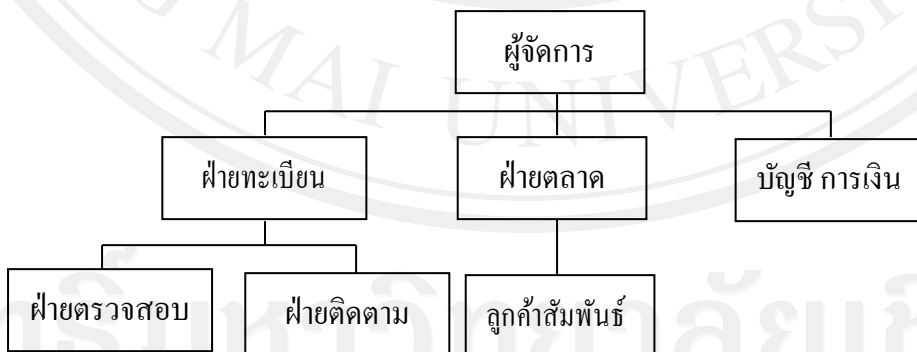 MAI UNIVERSI
ผู้จัดการ
ฝ่ายทะเบียน
ฝ่ายตลาด
บัญชี การเงิน
ฝ่ายตรวจสอบ
ฝ่ายติดตาม
ลูกค้าสัมพันธ์